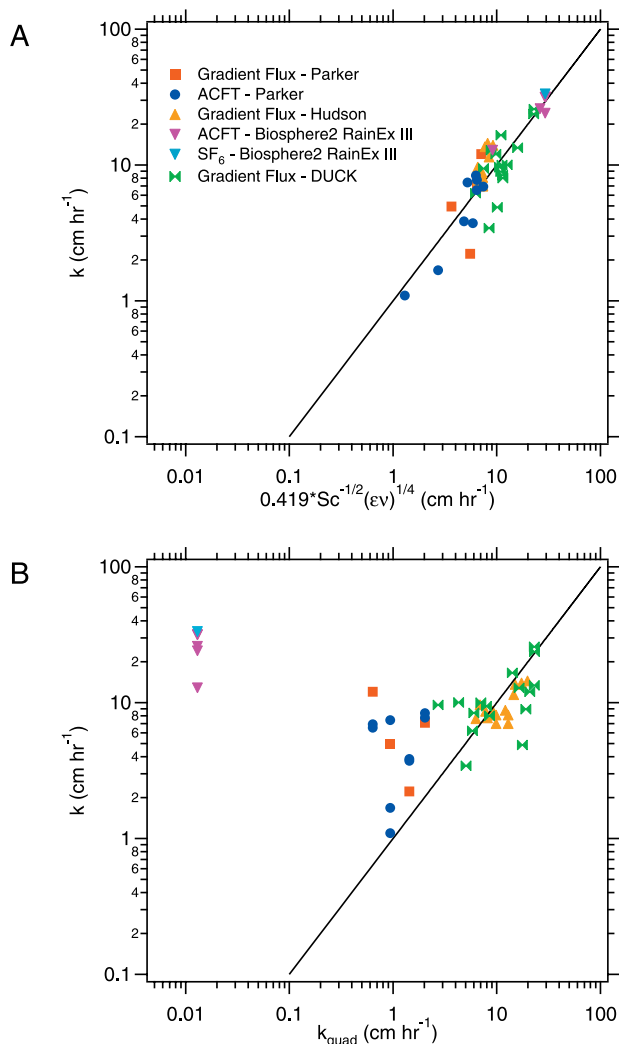 A
100
8
6
4
2
10
8
6
4
2
1
8
6
4
2
0.1
k (cm hr⁻¹)
Gradient Flux - Parker
ACFT - Parker
Gradient Flux - Hudson
ACFT - Biosphere2 RainEx III
SF₆ - Biosphere2 RainEx III
Gradient Flux - DUCK
0.01 0.1 1 10 100
0.419*Sc⁻¹/²(εν)¹/⁴ (cm hr⁻¹)
B
100
8
6
4
2
10
8
6
4
2
1
8
6
4
2
0.1
k (cm hr⁻¹)
0.01 0.1 1 10 100
kquad (cm hr⁻¹)